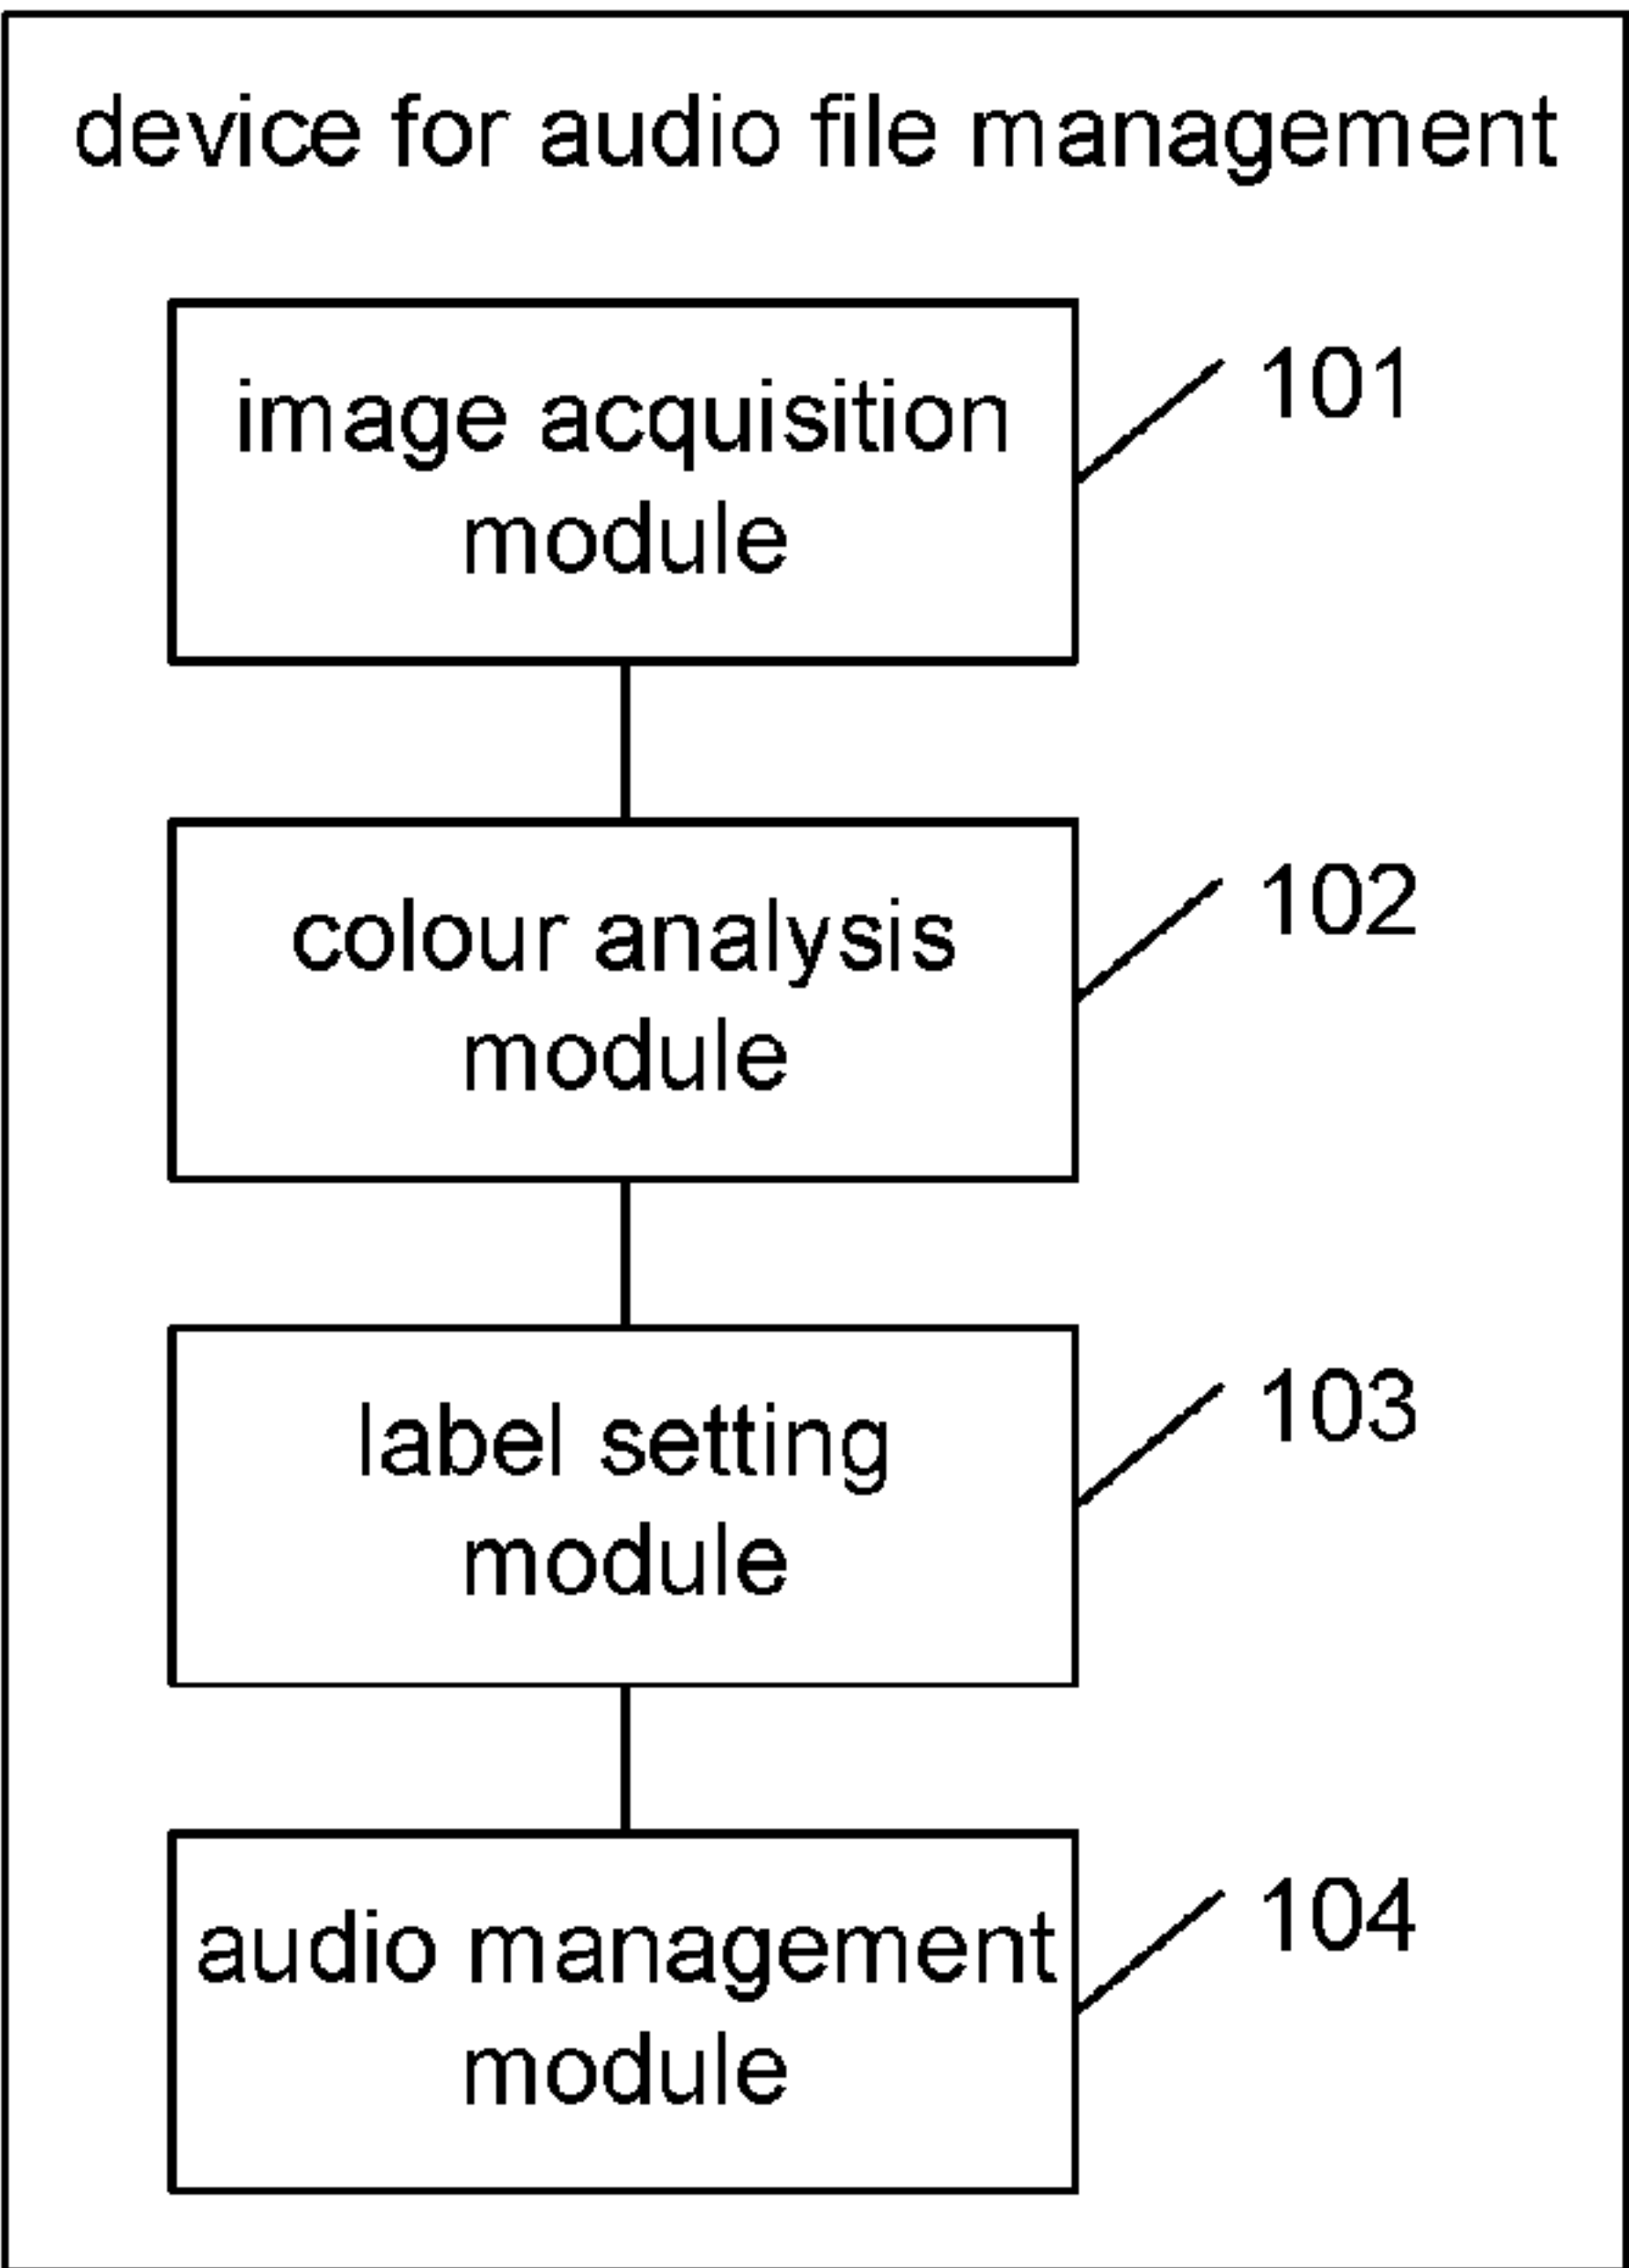 device for audio file management
image acquisition
module
101
colour analysis
module
102
label setting
module
103
audio management
module
104